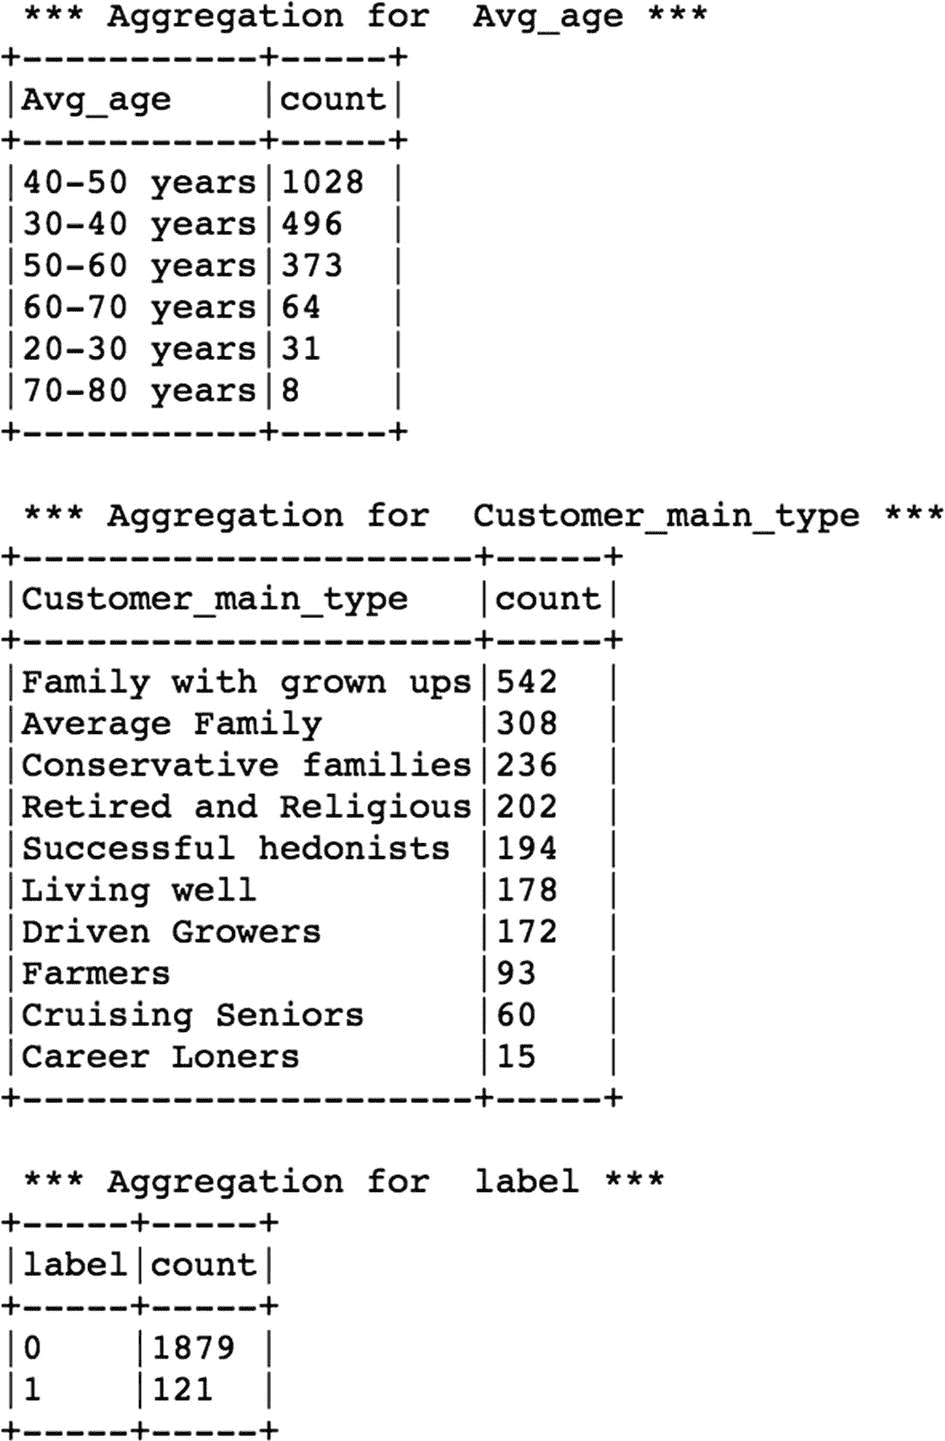 *** Aggregation for  Avg_age ***
+-----------+-----+
|Avg_age    |count|
+-----------+-----+
|40-50 years|1028 |
|30-40 years|496  |
|50-60 years|373  |
|60-70 years|64   |
|20-30 years|31   |
|70-80 years|8    |
+-----------+-----+
*** Aggregation for  Customer_main_type ***
+---------------------+-----+
|Customer_main_type   |count|
+---------------------+-----+
|Family with grown ups|542  |
|Average Family       |308  |
|Conservative families|236  |
|Retired and Religious|202  |
|Successful hedonists |194  |
|Living well          |178  |
|Driven Growers       |172  |
|Farmers              |93   |
|Cruising Seniors     |60   |
|Career Loners        |15   |
+---------------------+-----+
*** Aggregation for  label ***
+-----+-----+
|label|count|
+-----+-----+
|0    |1879 |
|1    |121  |
+-----+-----+